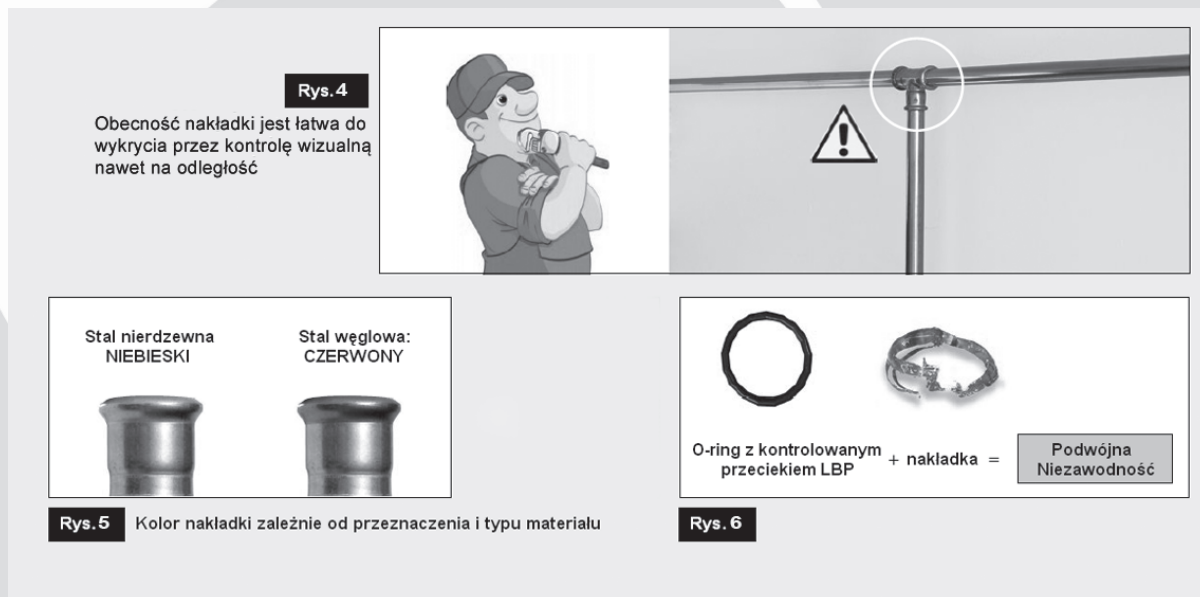 Rys.4
Obecność nakładki jest łatwa do
wykrycia przez kontrolę wizualną
nawet na odległość
Stal nierdzewna
NIEBIESKI
Stal węglowa:
CZERWONY
Rys.5
Kolor nakładki zależnie od przeznaczenia i typu materiału
O-ring z kontrolowanym
przeciekiem LBP
+ nakładka =
Podwójna
Niezawodność
Rys.6